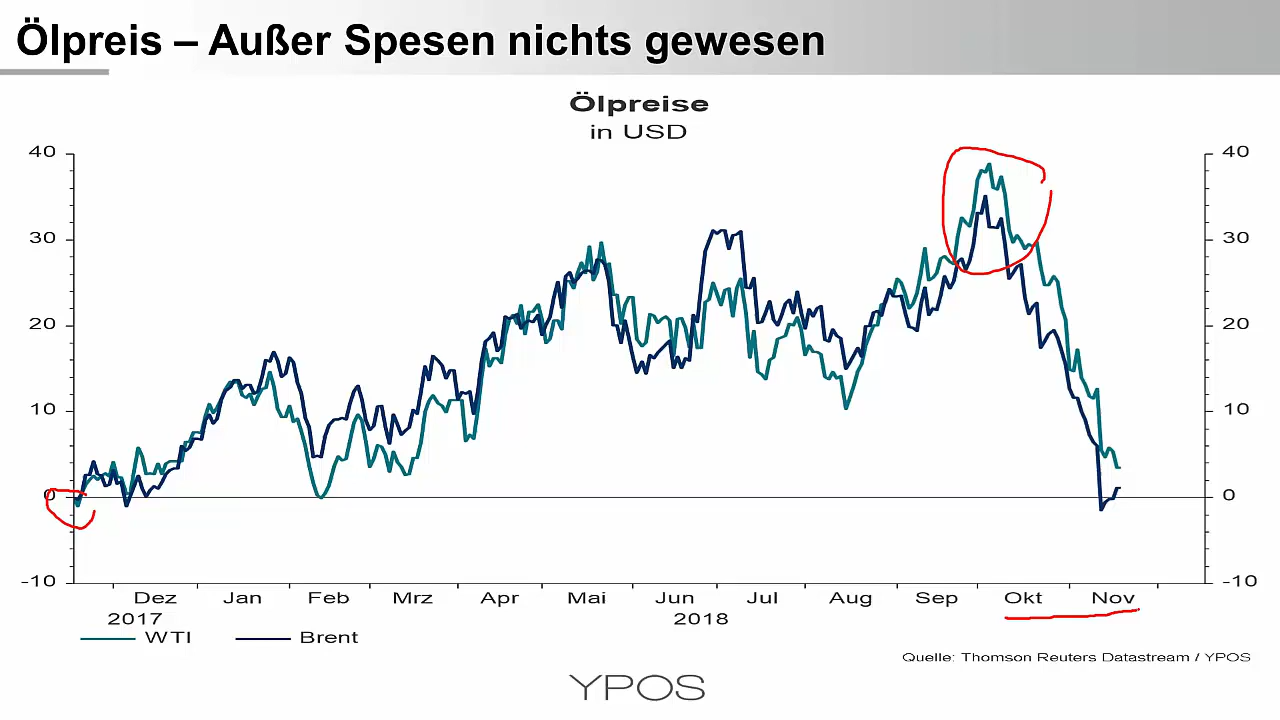 Ölpreis – Außer Spesen nichts gewesen
Ölpreise
in USD
40 40
30 30
20 20
10 10
0 0
-10 -10
Dez Jan Feb Mrz Apr Mai Jun Jul Aug Sep Okt Nov
2017 2018
WTI Brent
Quelle: Thomson Reuters Datastream / YPOS
YPOS